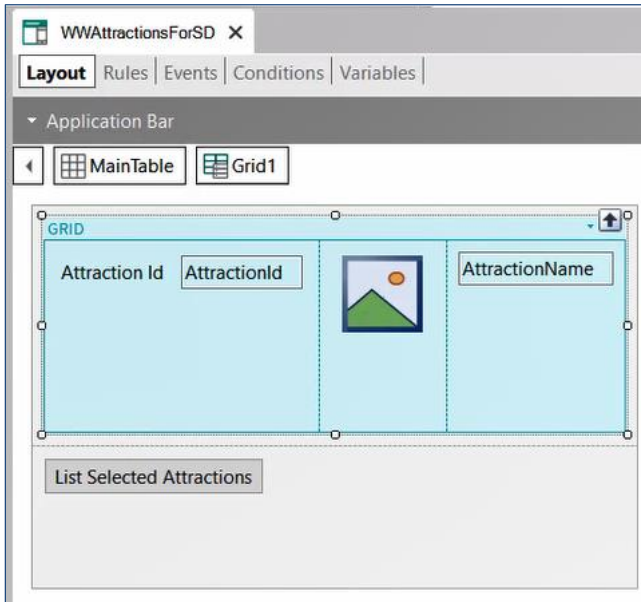 WWAttractionsForSD X
Layout Rules Events Conditions Variables
Application Bar
MainTable Grid1
GRID
Attraction Id AttractionId AttractionName
List Selected Attractions